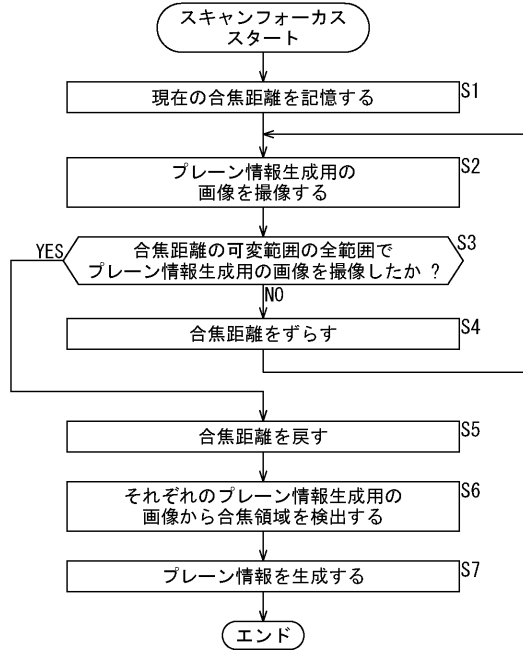 スキャンフォーカス
スタート
現在の合焦距離を記憶する
S1
プレーン情報生成用の
画像を撮像する
S2
合焦距離の可変範囲の全範囲で
プレーン情報生成用の画像を撮像したか ?
S3
YES
NO
合焦距離をずらす
S4
合焦距離を戻す
S5
それぞれのプレーン情報生成用の
画像から合焦領域を検出する
S6
プレーン情報を生成する
S7
エンド